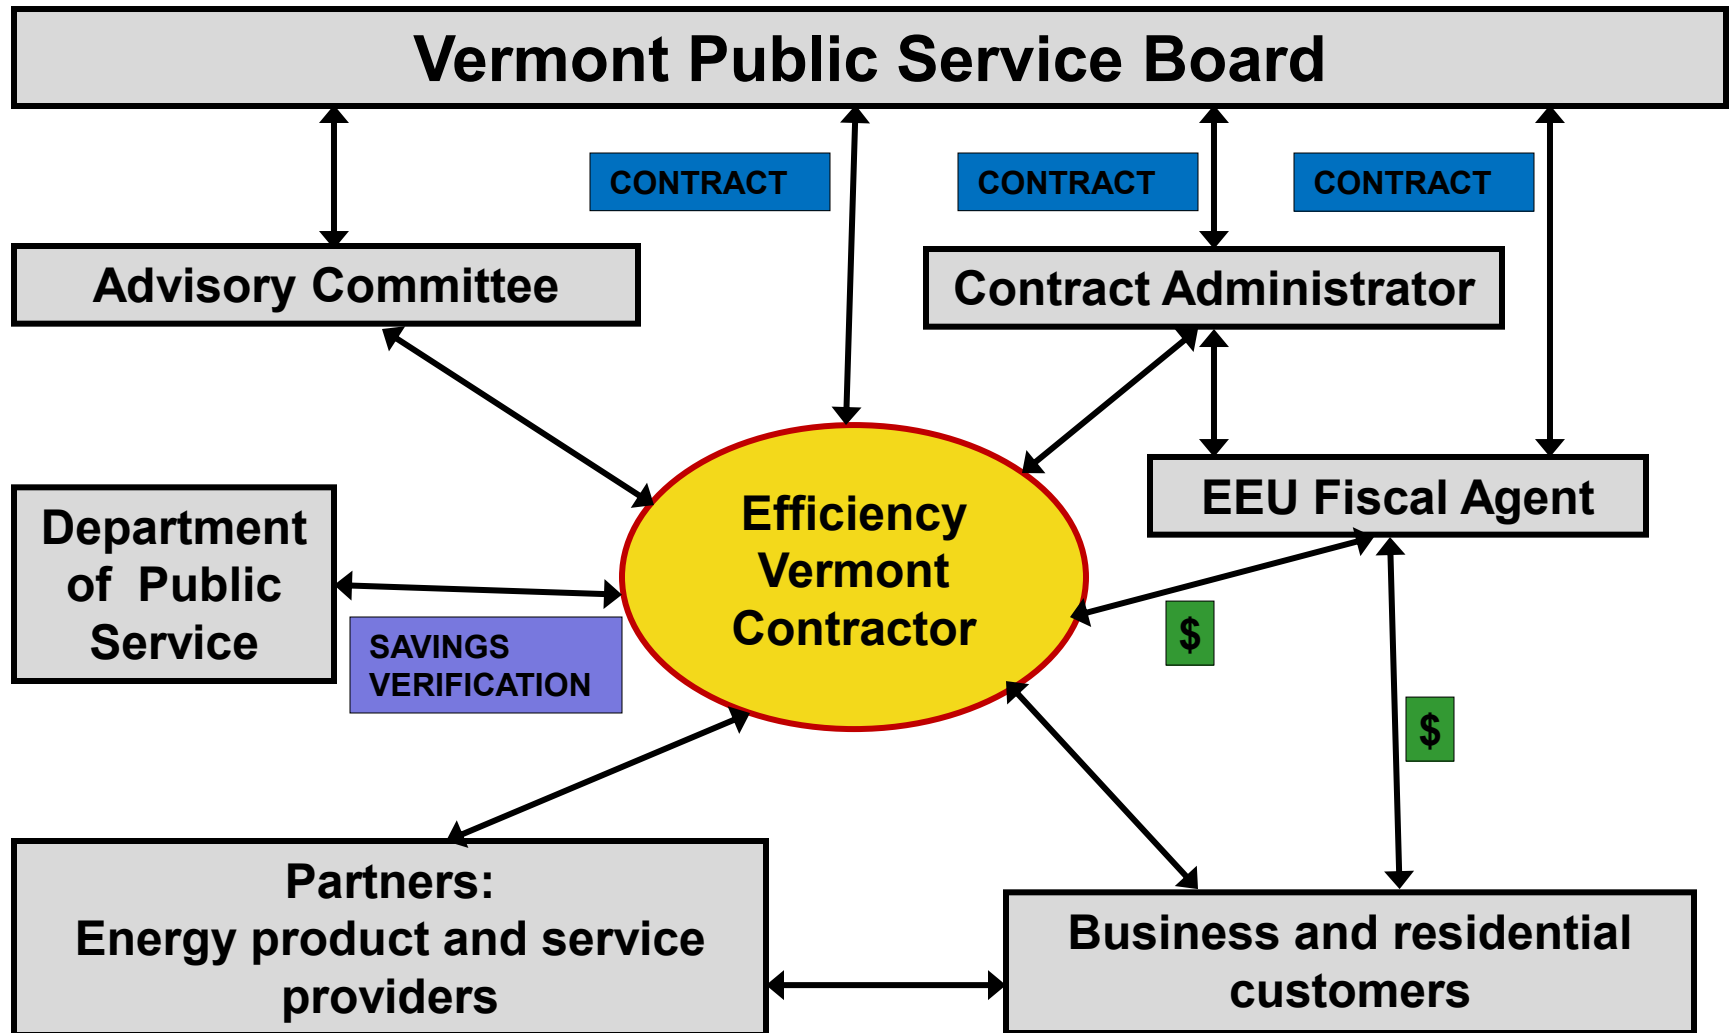 Vermont Public Service Board
CONTRACT
CONTRACT
CONTRACT
Advisory Committee
Contract Administrator
EEU Fiscal Agent
Efficiency
Vermont
Contractor
Department
of Public
Service
SAVINGS
VERIFICATION
$
$
Partners:
Energy product and service
providers
Business and residential
customers